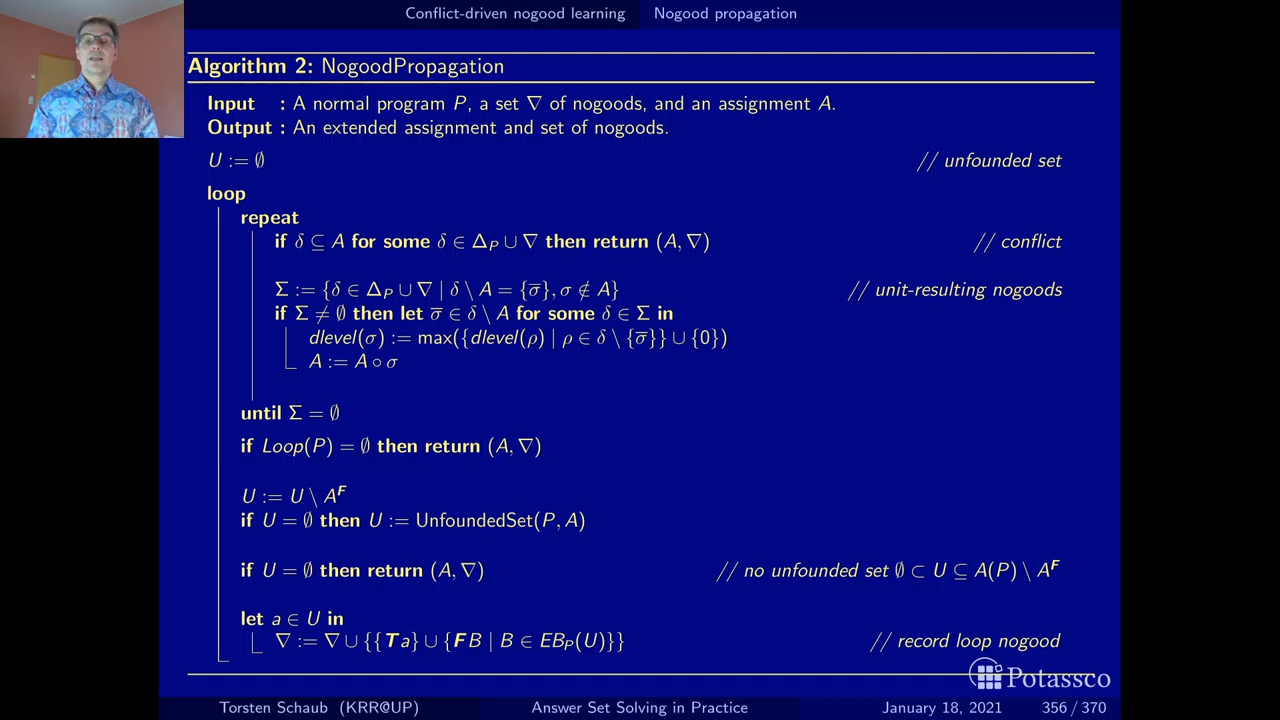 Conflict-driven nogood learning Nogood propagation
Algorithm 2: NogoodPropagation
Input : A normal program P, a set ∇ of nogoods, and an assignment A.
Output : An extended assignment and set of nogoods.
U := ∅ // unfounded set
loop
repeat
if δ ⊆ A for some δ ∈ Δ_P ∪ ∇ then return (A, ∇) // conflict
Σ := {δ ∈ Δ_P ∪ ∇ | δ \ A = {σ̅}, σ ∉ A} // unit-resulting nogoods
if Σ ≠ ∅ then let σ̅ ∈ δ \ A for some δ ∈ Σ in
dlevel(σ) := max({dlevel(ρ) | ρ ∈ δ \ {σ̅}} ∪ {0})
A := A ∘ σ
until Σ = ∅
if Loop(P) = ∅ then return (A, ∇)
U := U \ A^F
if U = ∅ then U := UnfoundedSet(P, A)
if U = ∅ then return (A, ∇) // no unfounded set ∅ ⊂ U ⊆ A(P) \ A^F
let a ∈ U in
∇ := ∇ ∪ {{Ta} ∪ {FB | B ∈ EB_P(U)}} // record loop nogood
Potassco
Torsten Schaub (KRR@UP) Answer Set Solving in Practice January 18, 2021 356 / 370